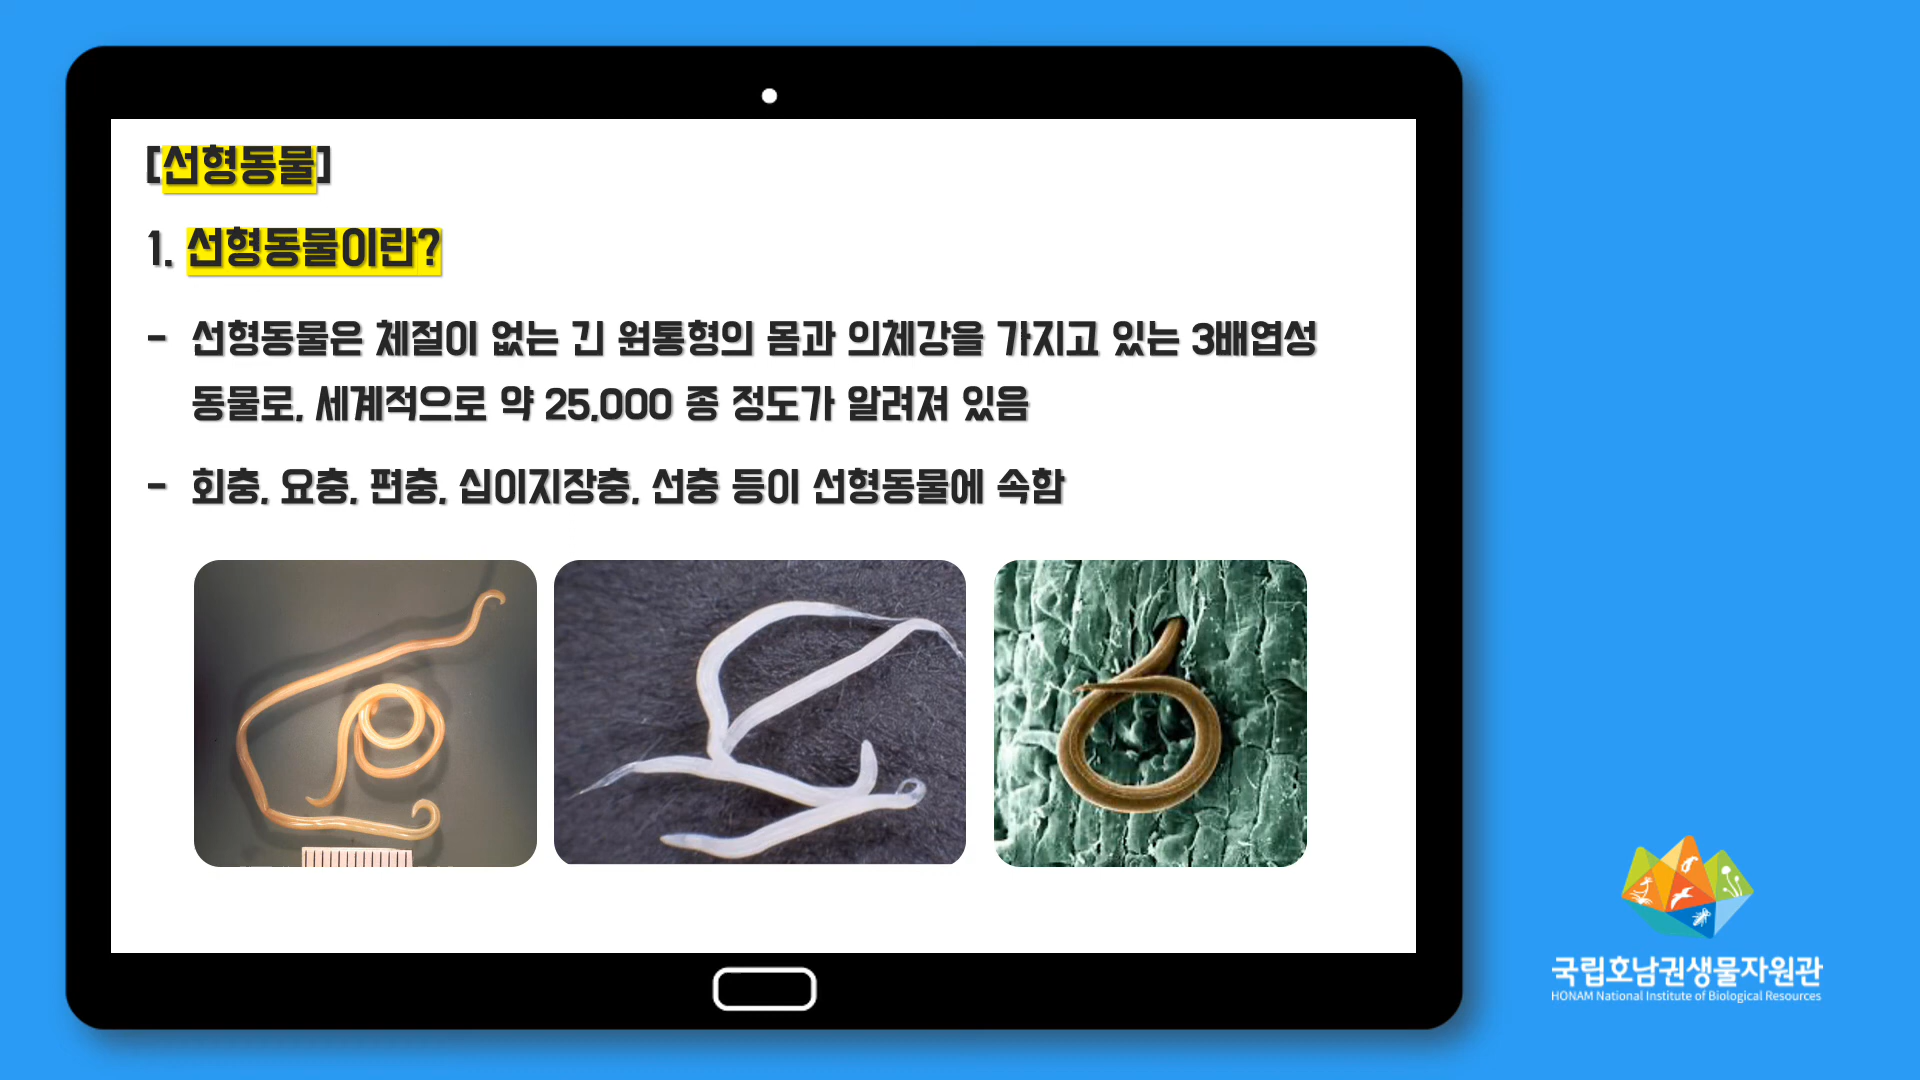 [선형동물]
1. 선형동물이란?
- 선형동물은 체절이 없는 긴 원통형의 몸과 의체강을 가지고 있는 3배엽성
동물로, 세계적으로 약 25,000 종 정도가 알려져 있음
- 회충, 요충, 편충, 십이지장충, 선충 등이 선형동물에 속함
국립호남권생물자원관
HONAM National Institute of Biological Resources